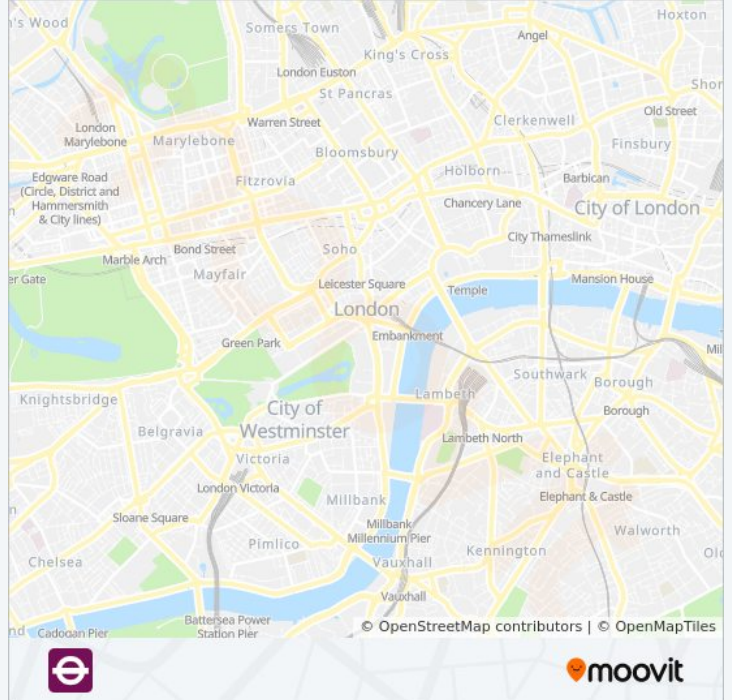 's Wood
Somers Town
Hoxton
Angel
King's Cross
London Euston
St Pancras
Shor
Old Street
Warren Street
Clerkenwell
London
Marylebone
Marylebone
Finsbury
Bloomsbury
Holborn
Edgware Road
(Circle, District and
Hammersmith
& City lines)
Fitzrovia
Barbican
Chancery Lane
City of London
City Thameslink
Soho
Bond Street
Marble Arch
Mayfair
er Gate
Leicester Square
Temple
Mansion House
London
Embankment
Green Park
Mil
Southwark
Borough
Knightsbridge
Lambeth
City of
Westminster
Borough
Belgravia
Lambeth North
Victoria
Elephant
and Castle
London Victoria
Millbank
Elephant & Castle
Sloane Square
Millbank
Millennium Pier
Walworth
Pimlico
Kennington
Chelsea
Vauxhall
Vauxhall
Battersea Power
Station Pier
nd
Cadogan Pier
© OpenStreetMap contributors | © OpenMapTiles
moovit